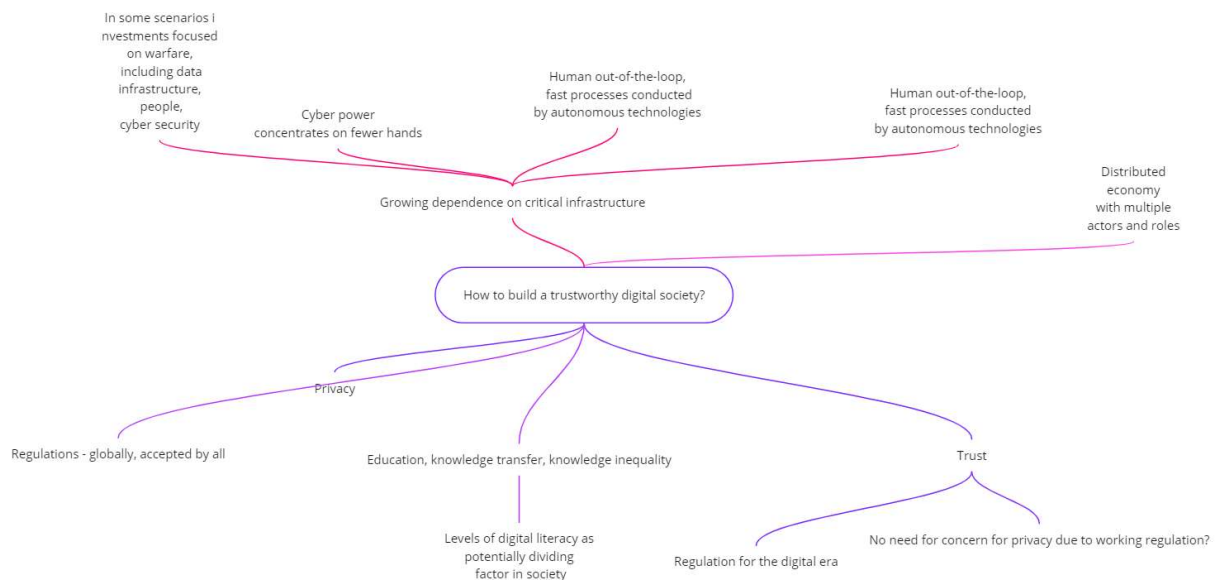 In some scenarios i
nvestments focused
on warfare,
including data
infrastructure,
people,
cyber security
Cyber power
concentrates on fewer hands
Human out-of-the-loop,
fast processes conducted
by autonomous technologies
Human out-of-the-loop,
fast processes conducted
by autonomous technologies
Growing dependence on critical infrastructure
Distributed
economy
with multiple
actors and roles
How to build a trustworthy digital society?
Privacy
Regulations - globally, accepted by all
Education, knowledge transfer, knowledge inequality
Trust
Levels of digital literacy as
potentially dividing
factor in society
Regulation for the digital era
No need for concern for privacy due to working regulation?